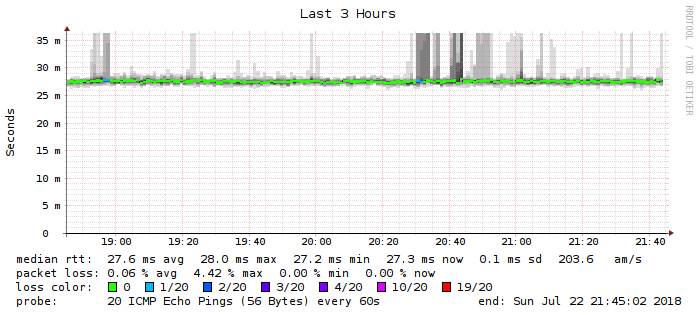 Last 3 Hours
RRDTOOL / TOBI OETIKER
Seconds
35 m
30 m
25 m
20 m
15 m
10 m
5 m
0
19:00 19:20 19:40 20:00 20:20 20:40 21:00 21:20 21:40
median rtt: 27.6 ms avg 28.0 ms max 27.2 ms min 27.3 ms now 0.1 ms sd 203.6 am/s
packet loss: 0.06 % avg 4.42 % max 0.00 % min 0.00 % now
loss color: 0 1/20 2/20 3/20 4/20 10/20 19/20
probe: 20 ICMP Echo Pings (56 Bytes) every 60s end: Sun Jul 22 21:45:02 2018